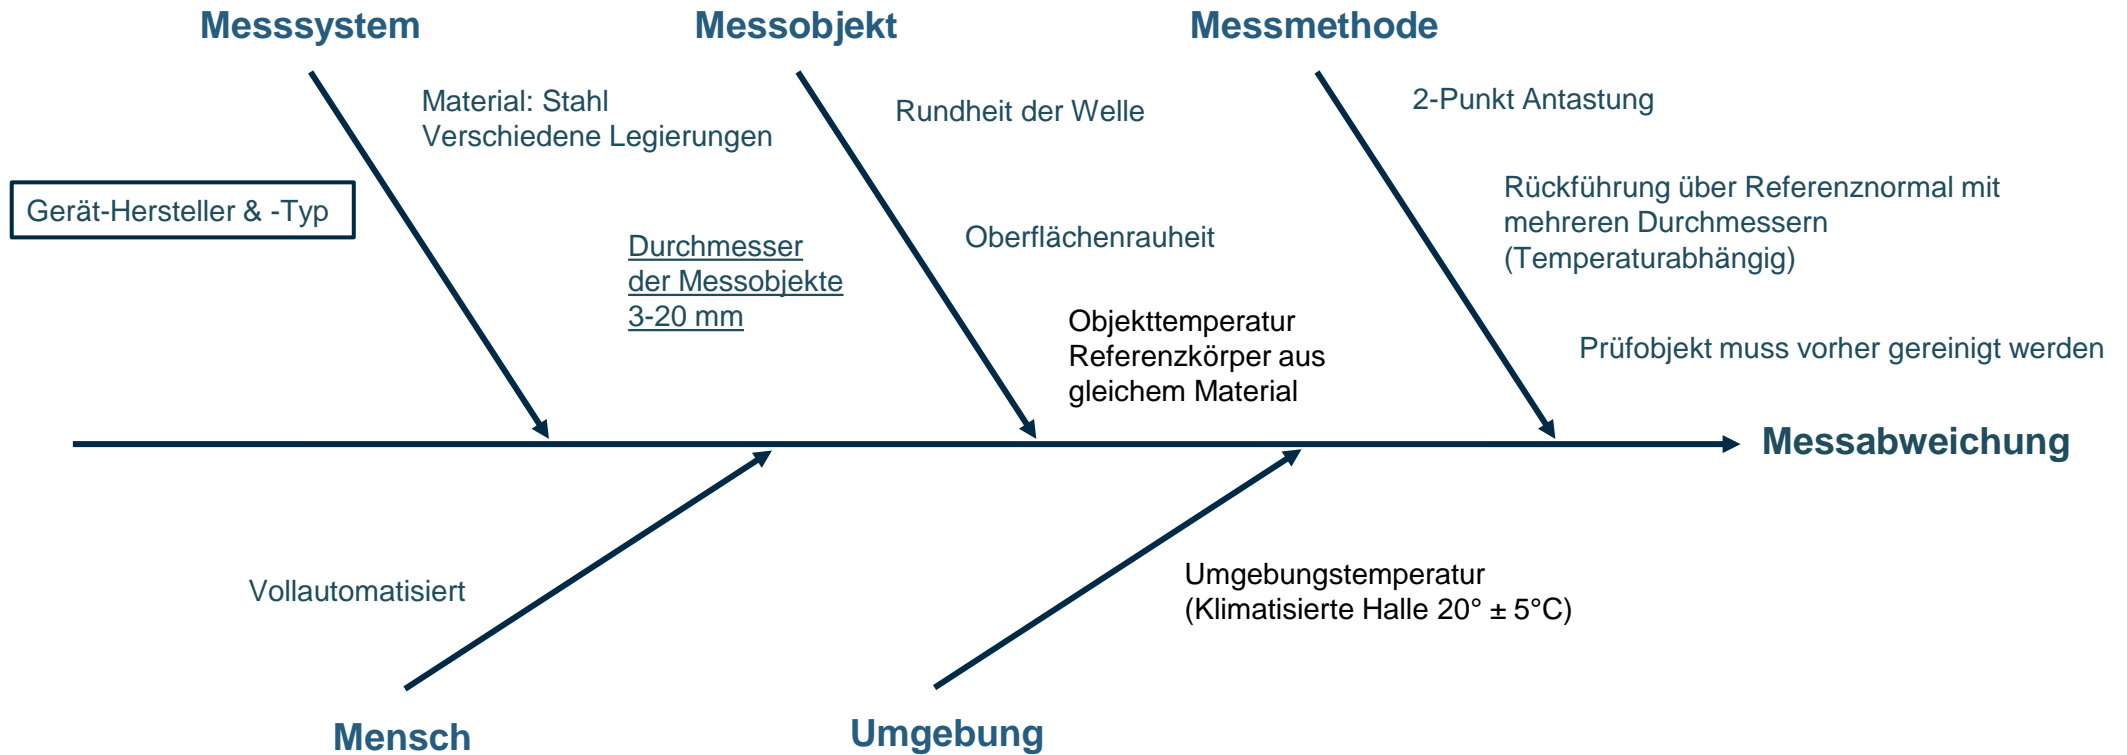 Messsystem
Messobjekt
Messmethode
Material: Stahl
Verschiedene Legierungen
Rundheit der Welle
2-Punkt Antastung
Gerät-Hersteller & -Typ
Durchmesser
der Messobjekte
3-20 mm
Oberflächenrauheit
Rückführung über Referenznormal mit
mehreren Durchmessern
(Temperaturabhängig)
Objekttemperatur
Referenzkörper aus
gleichem Material
Prüfobjekt muss vorher gereinigt werden
Messabweichung
Vollautomatisiert
Umgebungstemperatur
(Klimatisierte Halle 20° ± 5°C)
Mensch
Umgebung